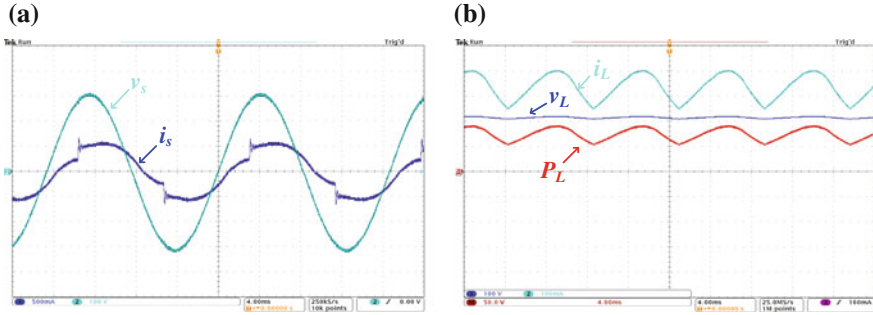 (a)
(b)
Tek Run
Trig'd
v_s
i_s
500mA
100 V
4.00ms
250kS/s
10k points
0.00 V
Tek Run
Trig'd
i_L
v_L
P_L
100 V
50.0 W
4.00ms
4.00ms
25.0MS/s
1M points
160mA